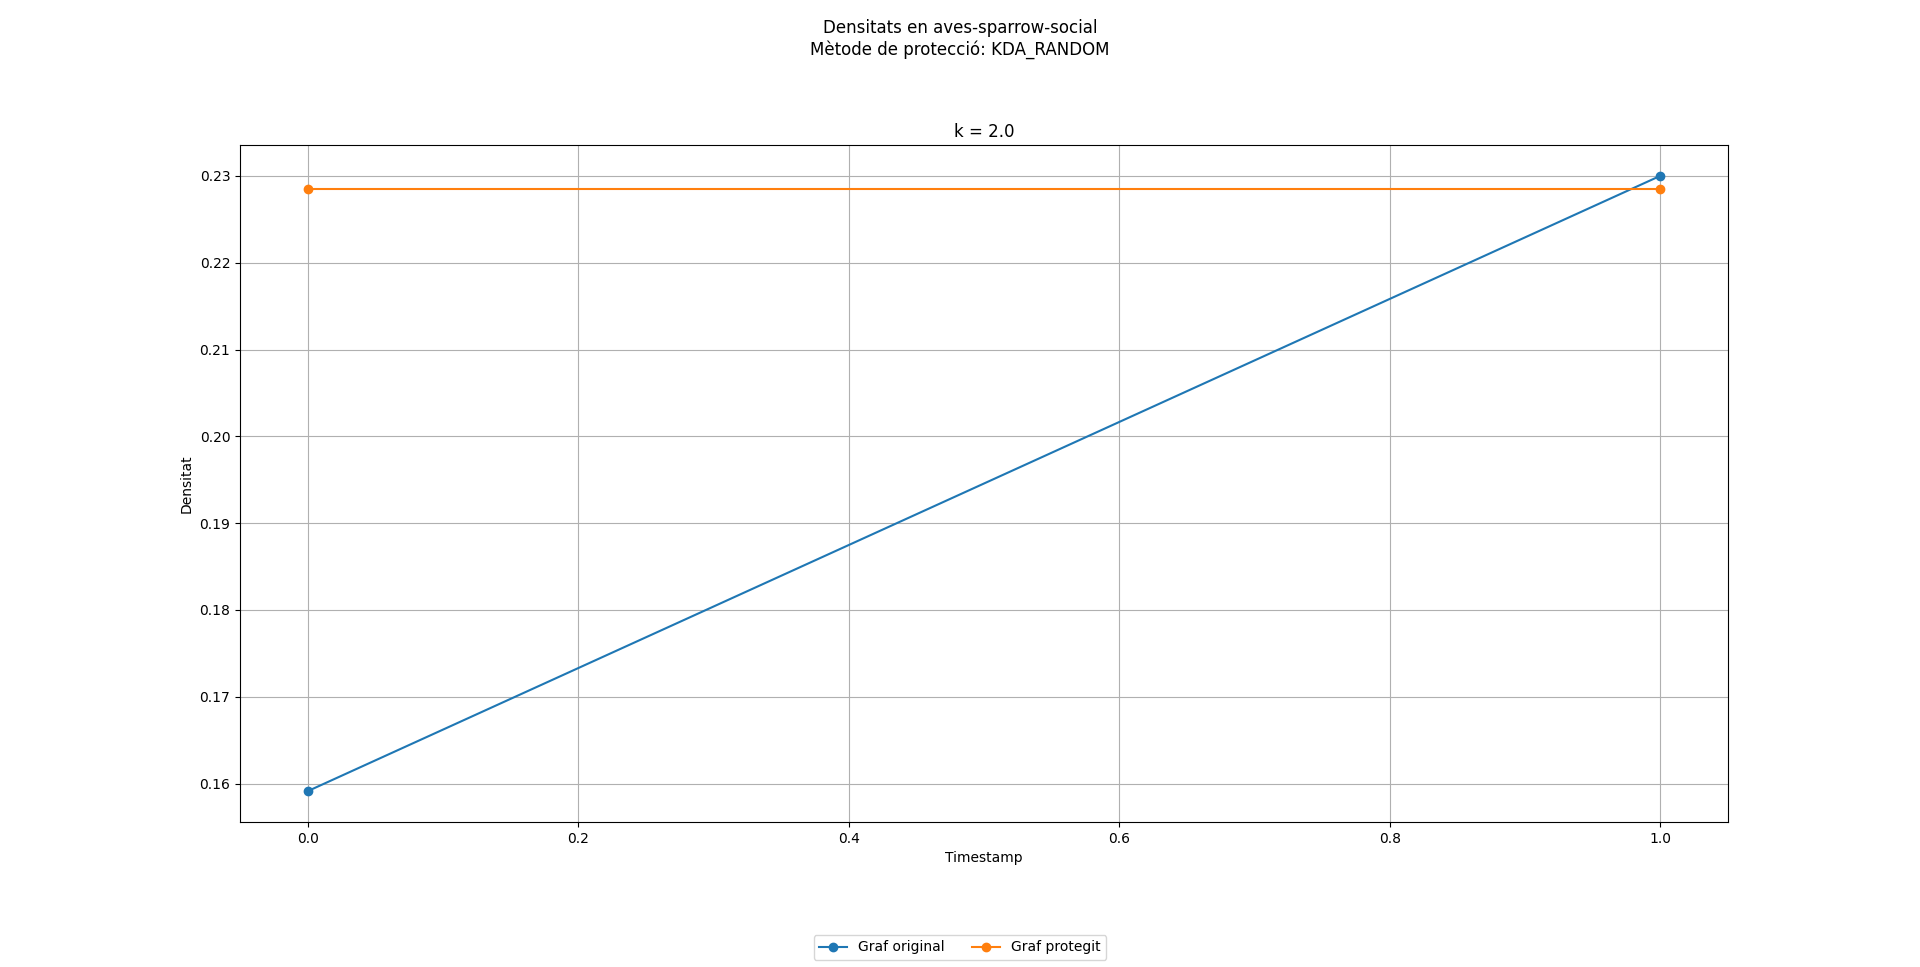 Densitats en aves-sparrow-social
Mètode de protecció: KDA_RANDOM
k = 2.0
0.23
0.22
0.21
0.20
0.19
0.18
0.17
0.16
Densitat
0.0 0.2 0.4 0.6 0.8 1.0
Timestamp
Graf original Graf protegit